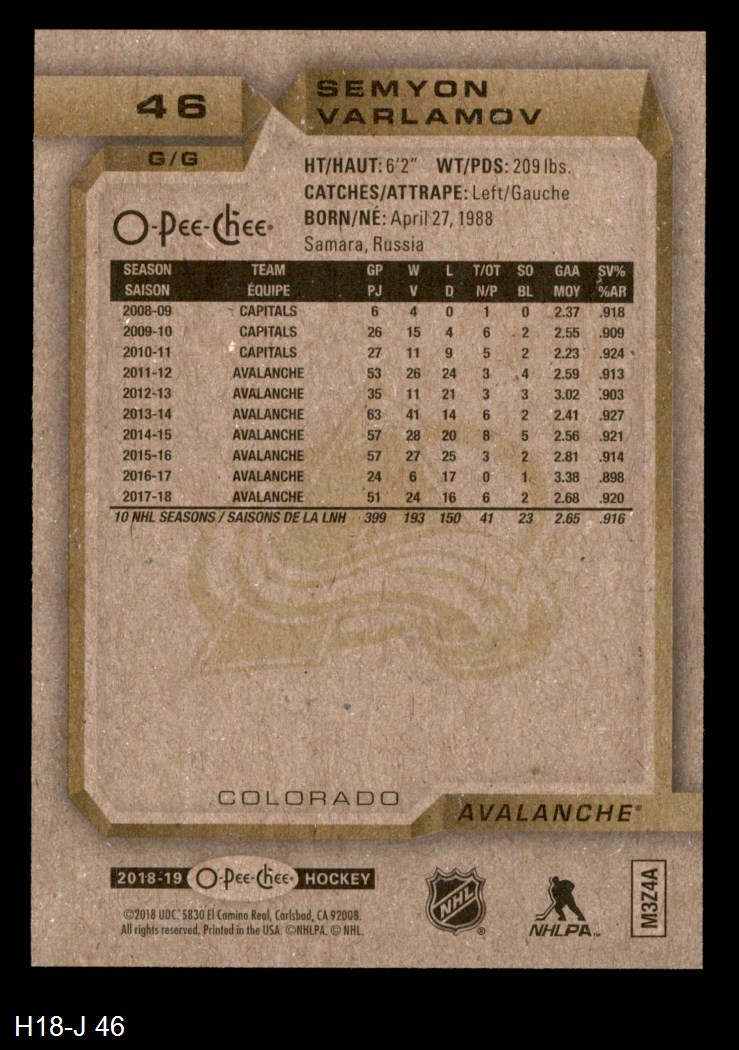 46
SEMYON
VARLAMOV
G/G
HT/HAUT: 6'2" WT/PDS: 209 lbs.
CATCHES/ATTRAPE: Left/Gauche
BORN/NÉ: April 27, 1988
Samara, Russia
O-Pee-Chee®
SEASON TEAM GP W L T/OT SO GAA SV%
SAISON ÉQUIPE PJ V D N/P BL MOY %AR
2008-09 CAPITALS 6 4 0 1 0 2.37 .918
2009-10 CAPITALS 26 15 4 6 2 2.55 .909
2010-11 CAPITALS 27 11 9 5 2 2.23 .924
2011-12 AVALANCHE 53 26 24 3 4 2.59 .913
2012-13 AVALANCHE 35 11 21 3 3 3.02 .903
2013-14 AVALANCHE 63 41 14 6 2 2.41 .927
2014-15 AVALANCHE 57 28 20 8 5 2.56 .921
2015-16 AVALANCHE 57 27 25 3 2 2.81 .914
2016-17 AVALANCHE 24 6 17 0 1 3.38 .898
2017-18 AVALANCHE 51 24 16 6 2 2.68 .920
10 NHL SEASONS / SAISONS DE LA LNH 399 193 150 41 23 2.65 .916
COLORADO
AVALANCHE®
2018-19 O-Pee-Chee® HOCKEY
©2018 UDC. 5830 El Camino Real, Carlsbad, CA 92008.
All rights reserved. Printed in the USA. ©NHLPA. © NHL.
NHL ®
NHLPA™
M3Z4A
H18-J 46